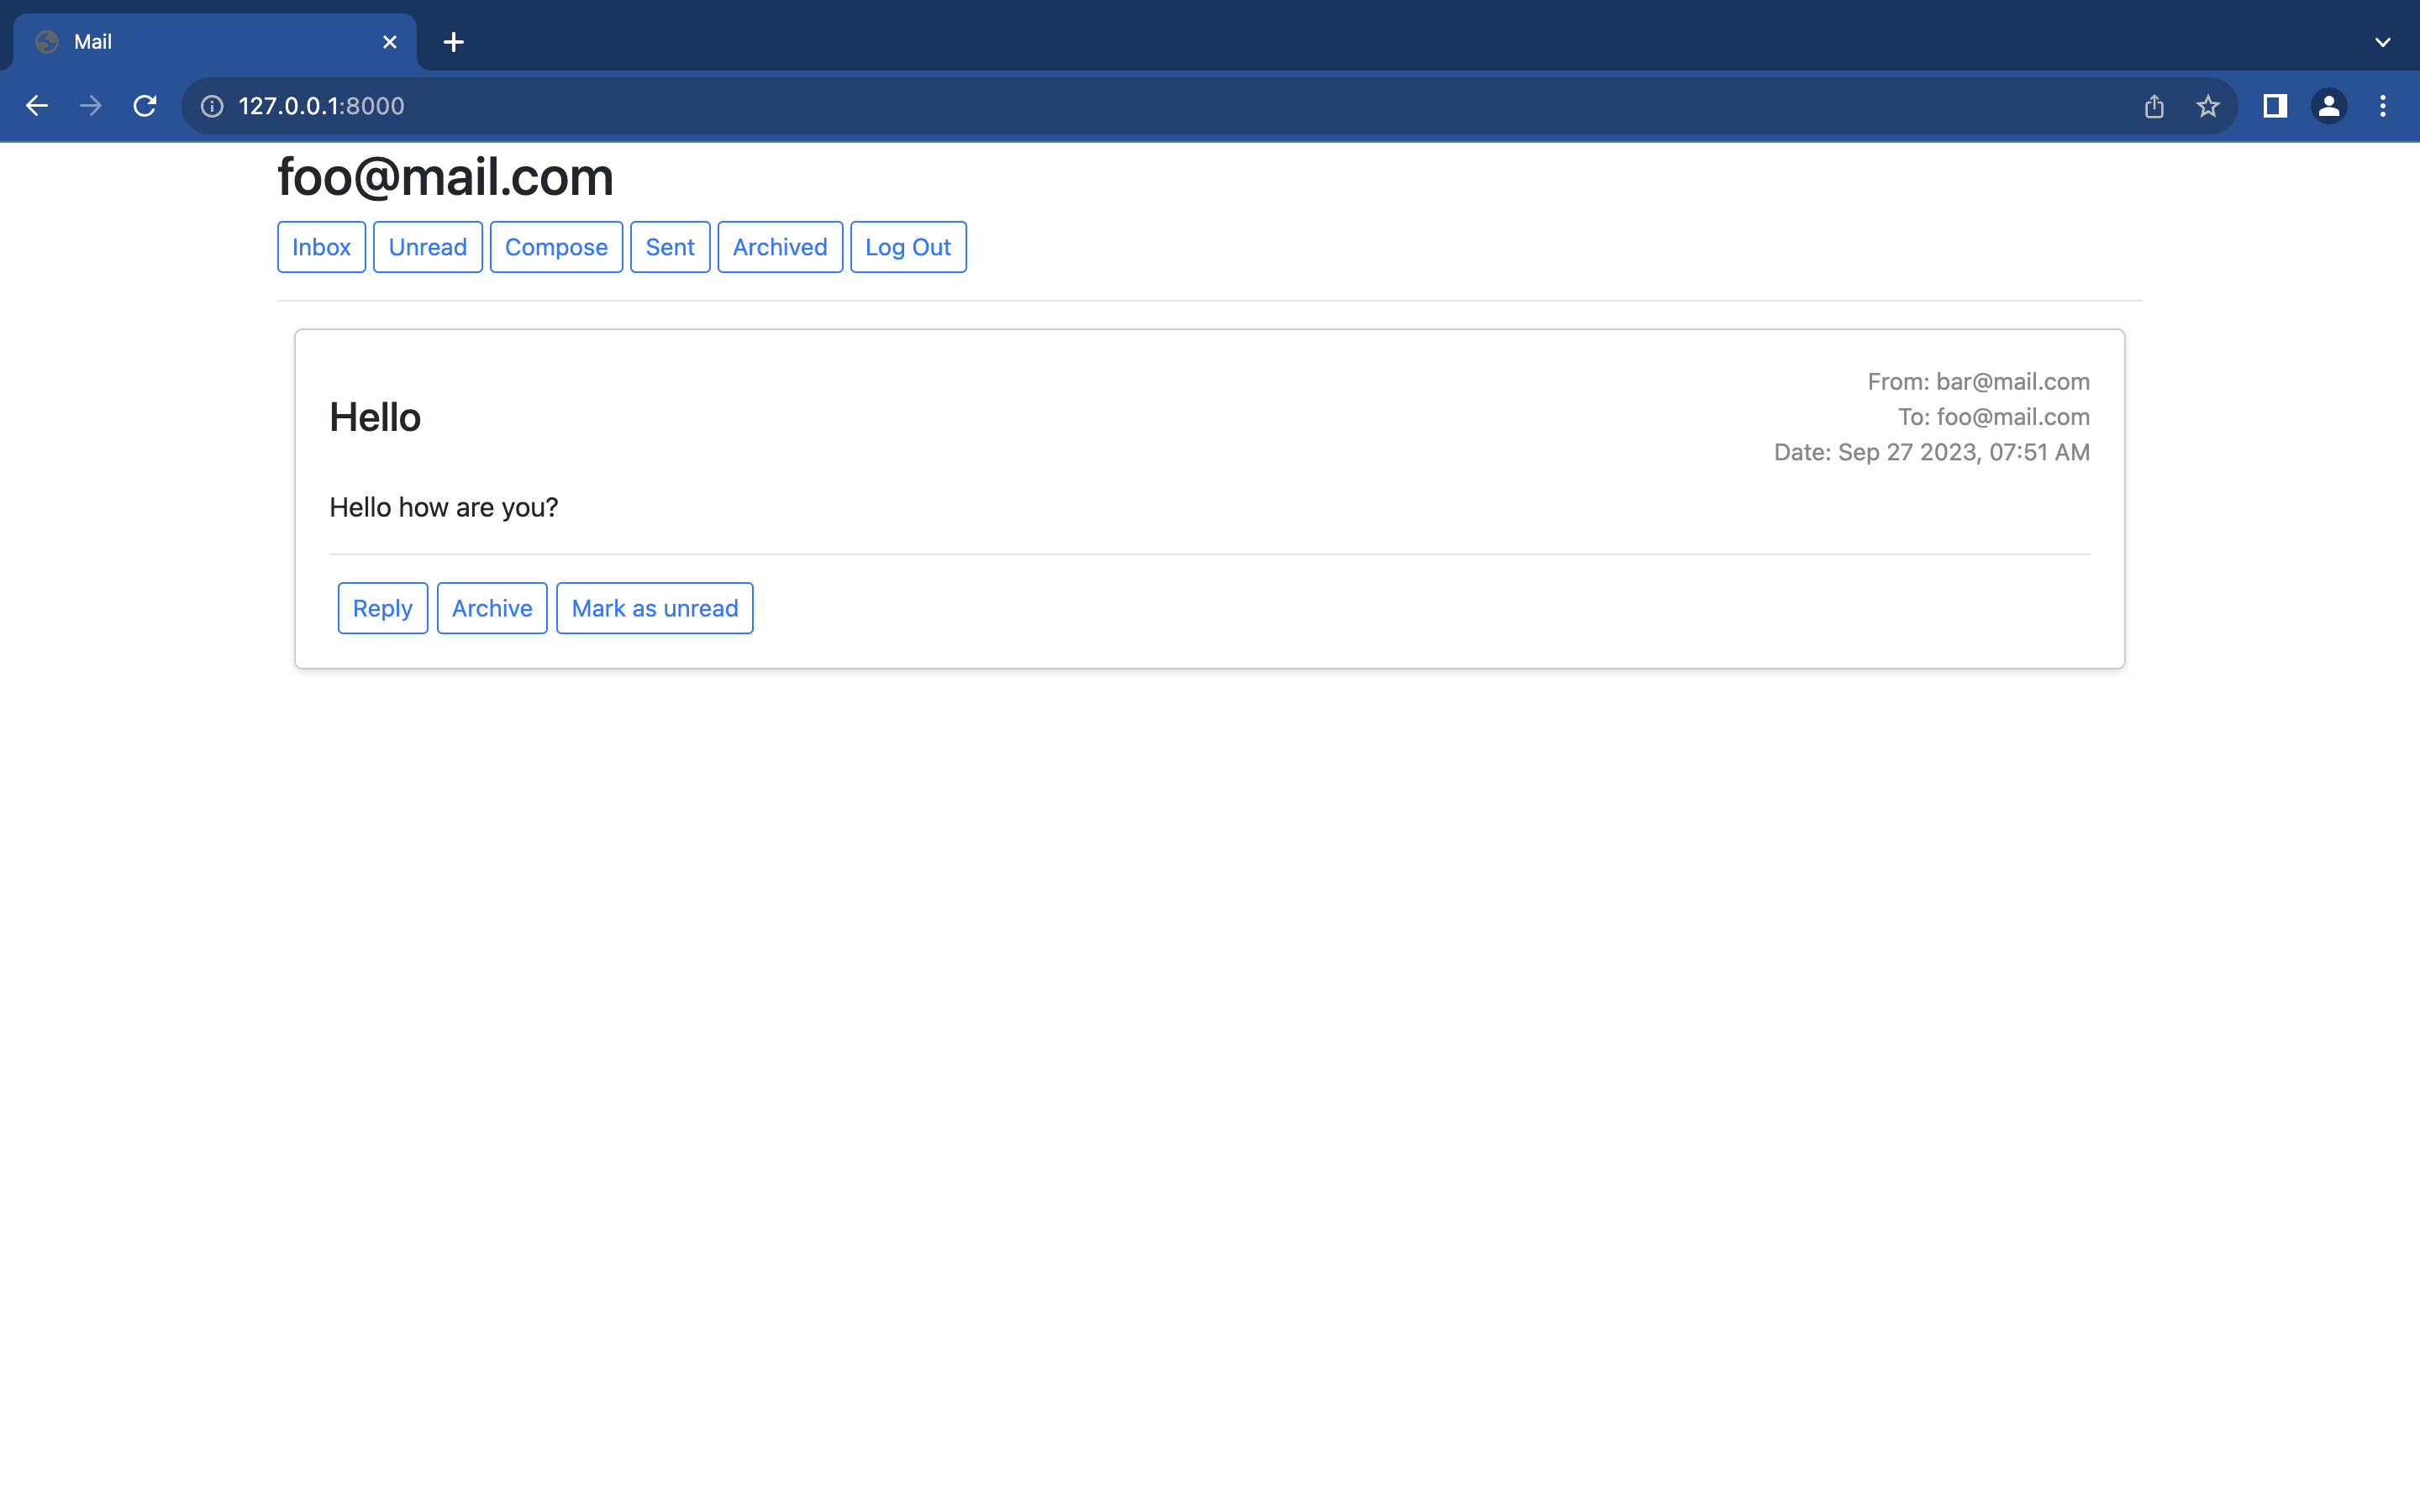 Mail
127.0.0.1:8000
foo@mail.com
Inbox Unread Compose Sent Archived Log Out
From: bar@mail.com
Hello
To: foo@mail.com
Date: Sep 27 2023, 07:51 AM
Hello how are you?
Reply Archive Mark as unread